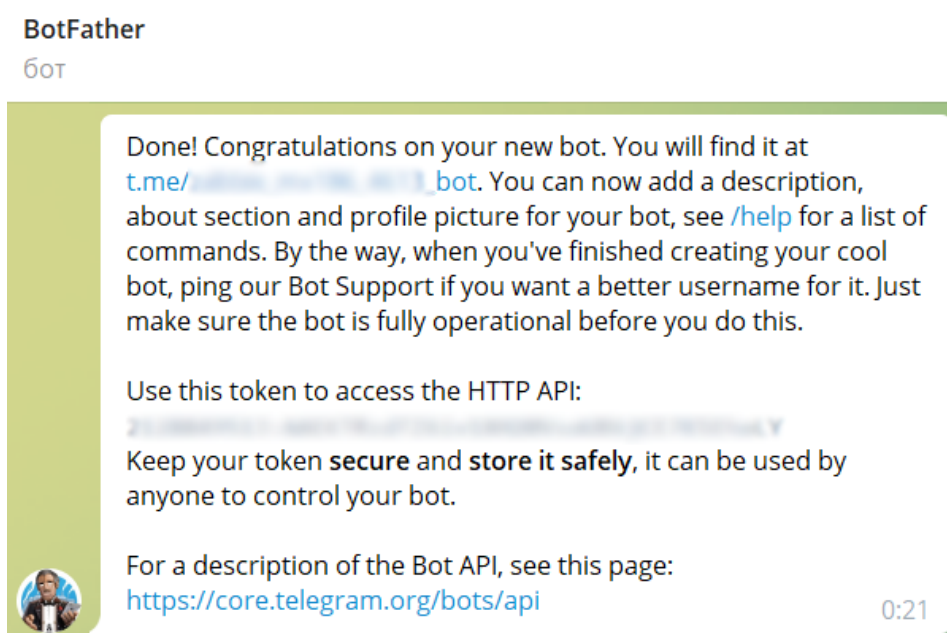 BotFather
бот
Done! Congratulations on your new bot. You will find it at
t.me/ _bot. You can now add a description,
about section and profile picture for your bot, see /help for a list of
commands. By the way, when you've finished creating your cool
bot, ping our Bot Support if you want a better username for it. Just
make sure the bot is fully operational before you do this.
Use this token to access the HTTP API:
Keep your token secure and store it safely, it can be used by
anyone to control your bot.
For a description of the Bot API, see this page:
https://core.telegram.org/bots/api
0:21